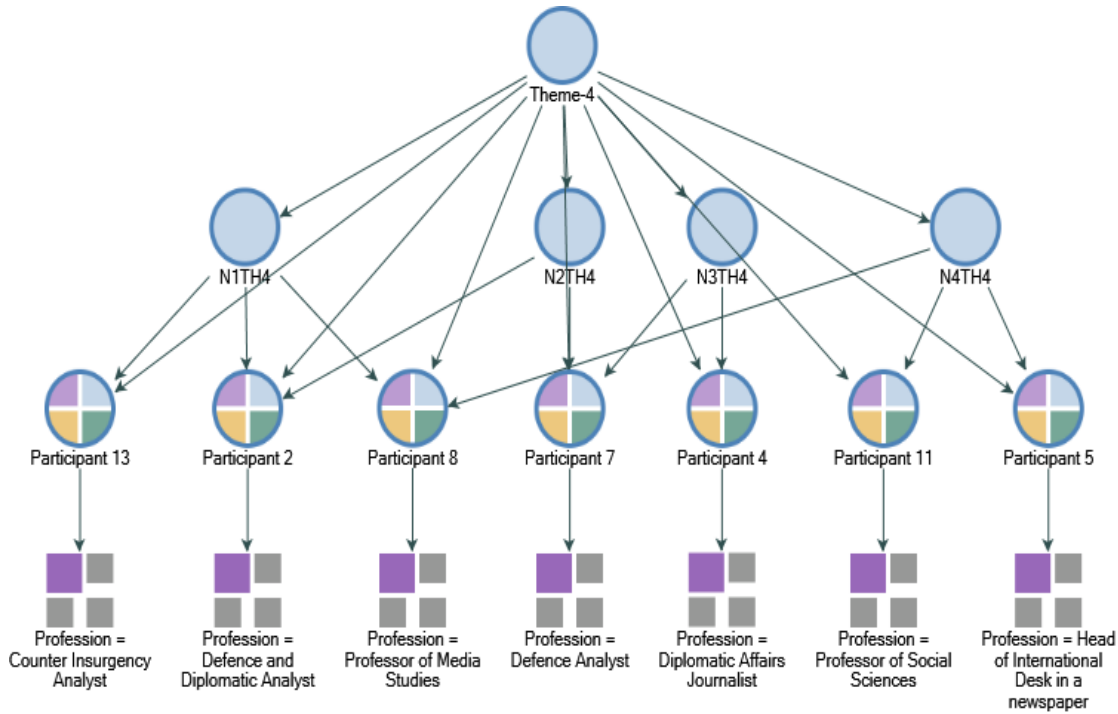 Theme-4
N1TH4
N2TH4
N3TH4
N4TH4
Participant 13
Participant 2
Participant 8
Participant 7
Participant 4
Participant 11
Participant 5
Profession =
Counter Insurgency
Analyst
Profession =
Defence and
Diplomatic Analyst
Profession =
Professor of Media
Studies
Profession =
Defence Analyst
Profession =
Diplomatic Affairs
Journalist
Profession =
Professor of Social
Sciences
Profession = Head
of International
Desk in a
newspaper